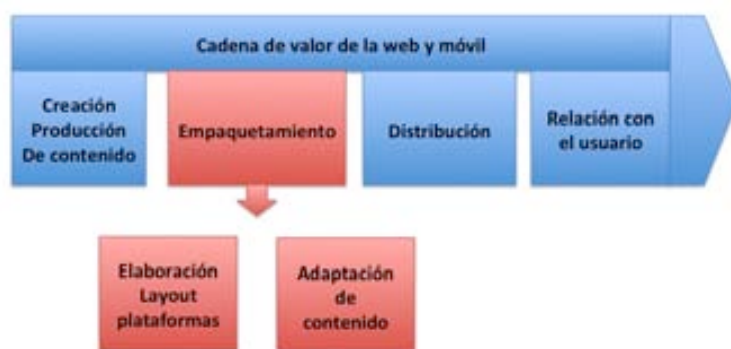 Cadena de valor de la web y móvil
Creación
Producción
De contenido
Empaquetamiento
Distribución
Relación con
el usuario
Elaboración
Layout
plataformas
Adaptación
de
contenido